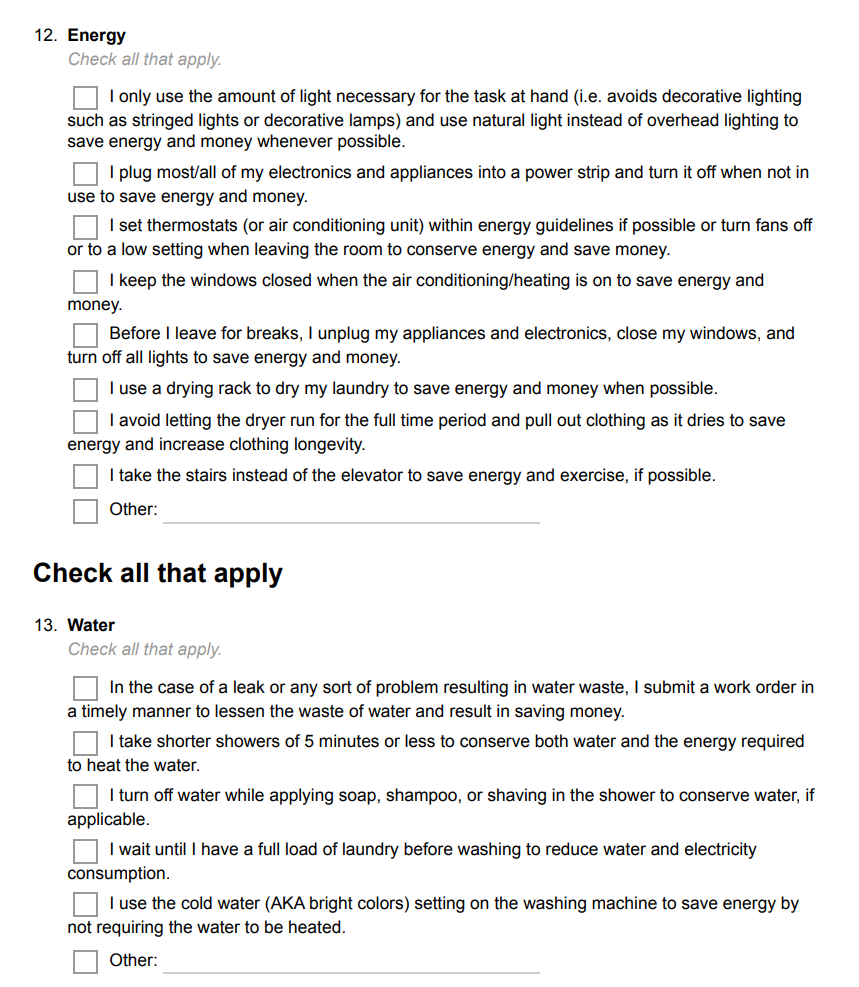 12. Energy
Check all that apply.
I only use the amount of light necessary for the task at hand (i.e. avoids decorative lighting
such as stringed lights or decorative lamps) and use natural light instead of overhead lighting to
save energy and money whenever possible.
I plug most/all of my electronics and appliances into a power strip and turn it off when not in
use to save energy and money.
I set thermostats (or air conditioning unit) within energy guidelines if possible or turn fans off
or to a low setting when leaving the room to conserve energy and save money.
I keep the windows closed when the air conditioning/heating is on to save energy and
money.
Before I leave for breaks, I unplug my appliances and electronics, close my windows, and
turn off all lights to save energy and money.
I use a drying rack to dry my laundry to save energy and money when possible.
I avoid letting the dryer run for the full time period and pull out clothing as it dries to save
energy and increase clothing longevity.
I take the stairs instead of the elevator to save energy and exercise, if possible.
Other:
Check all that apply
13. Water
Check all that apply.
In the case of a leak or any sort of problem resulting in water waste, I submit a work order in
a timely manner to lessen the waste of water and result in saving money.
I take shorter showers of 5 minutes or less to conserve both water and the energy required
to heat the water.
I turn off water while applying soap, shampoo, or shaving in the shower to conserve water, if
applicable.
I wait until I have a full load of laundry before washing to reduce water and electricity
consumption.
I use the cold water (AKA bright colors) setting on the washing machine to save energy by
not requiring the water to be heated.
Other: